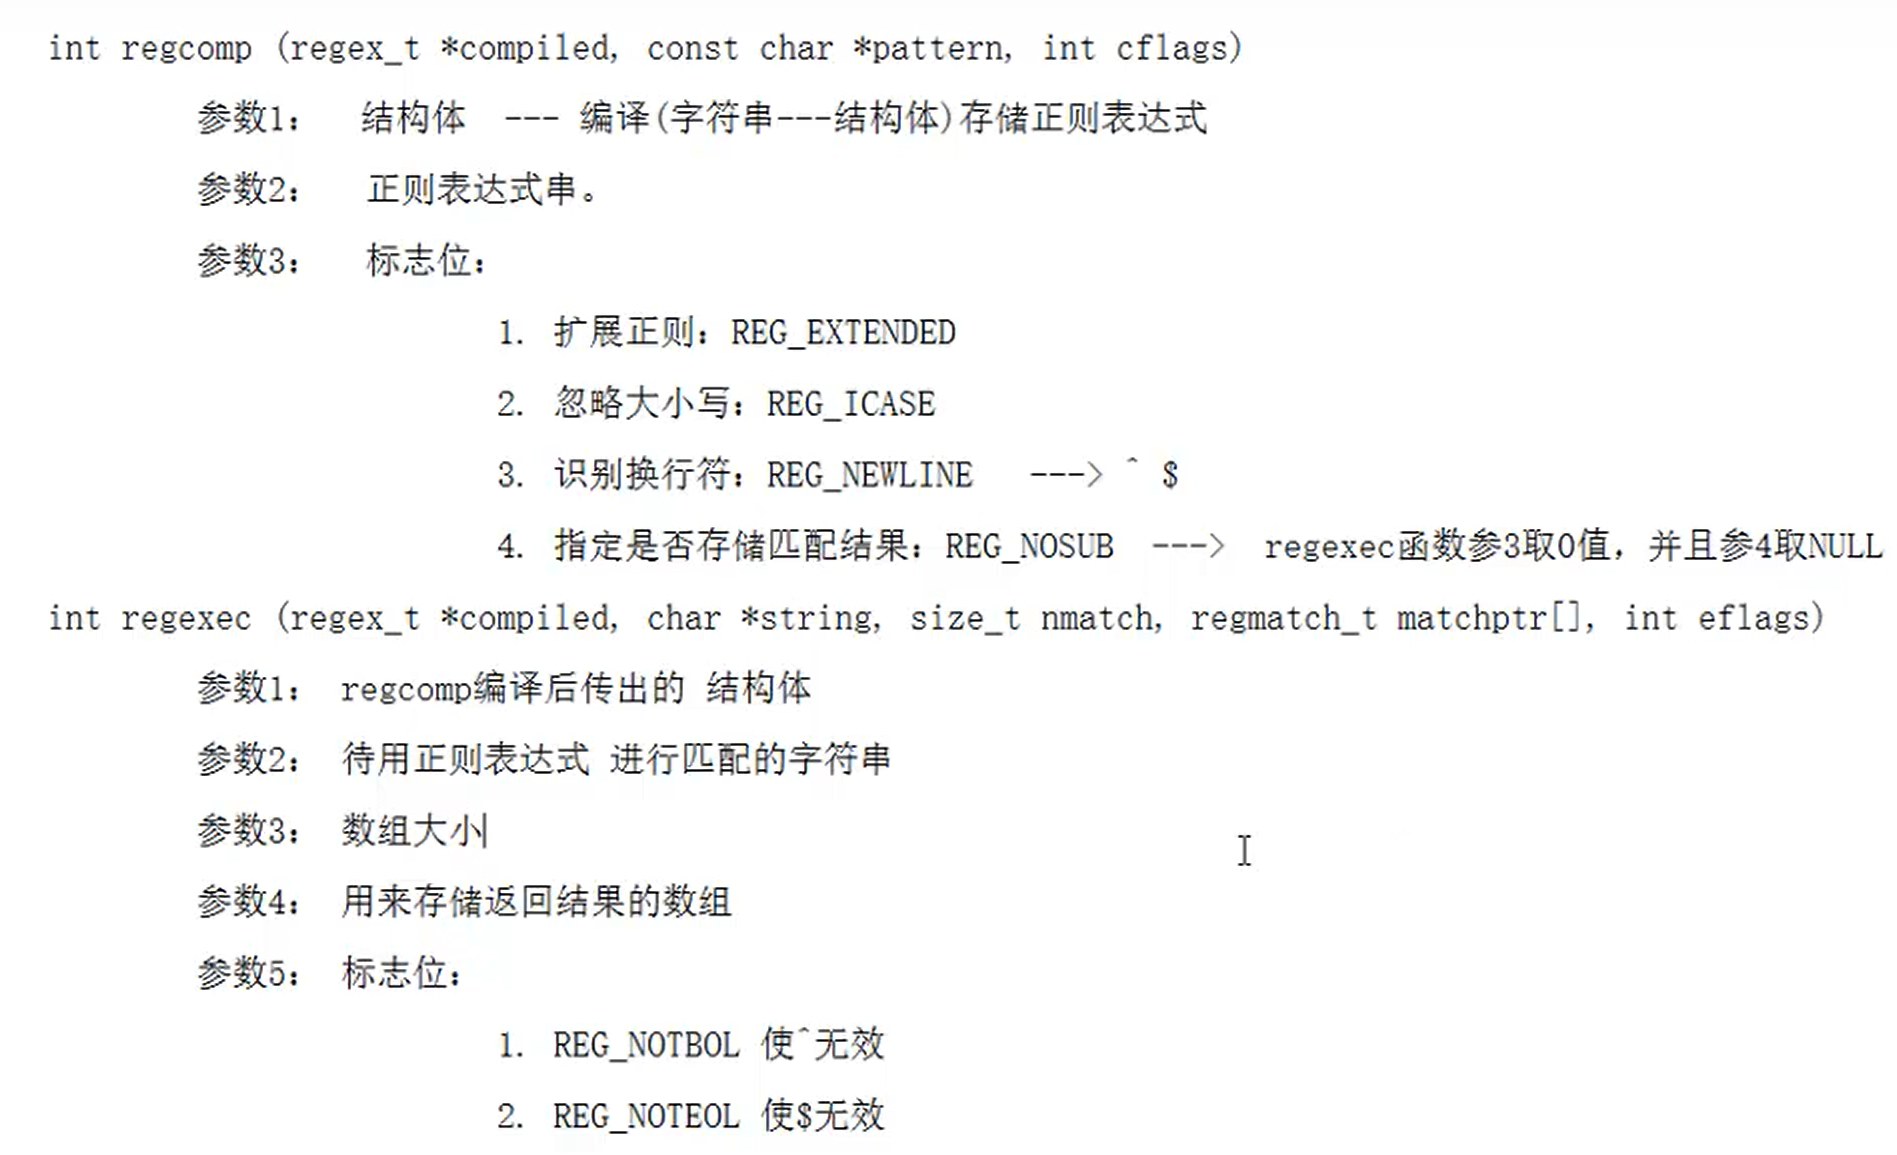 int regcomp (regex_t *compiled, const char *pattern, int cflags)
参数1： 结构体 --- 编译(字符串---结构体)存储正则表达式
参数2： 正则表达式串。
参数3： 标志位：
1. 扩展正则：REG_EXTENDED
2. 忽略大小写：REG_ICASE
3. 识别换行符：REG_NEWLINE ---> ^ $
4. 指定是否存储匹配结果：REG_NOSUB ---> regexec函数参3取0值，并且参4取NULL
int regexec (regex_t *compiled, char *string, size_t nmatch, regmatch_t matchptr[], int eflags)
参数1： regcomp编译后传出的 结构体
参数2： 待用正则表达式 进行匹配的字符串
参数3： 数组大小
参数4： 用来存储返回结果的数组
参数5： 标志位：
1. REG_NOTBOL 使^无效
2. REG_NOTEOL 使$无效